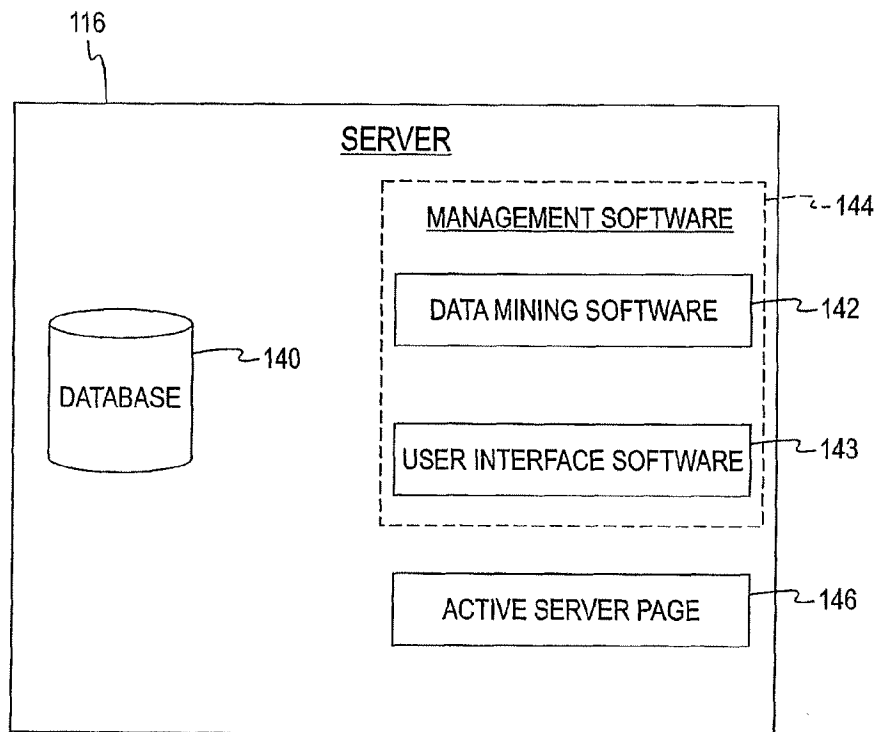 116
SERVER
144
MANAGEMENT SOFTWARE
DATA MINING SOFTWARE
142
DATABASE
140
USER INTERFACE SOFTWARE
143
ACTIVE SERVER PAGE
146